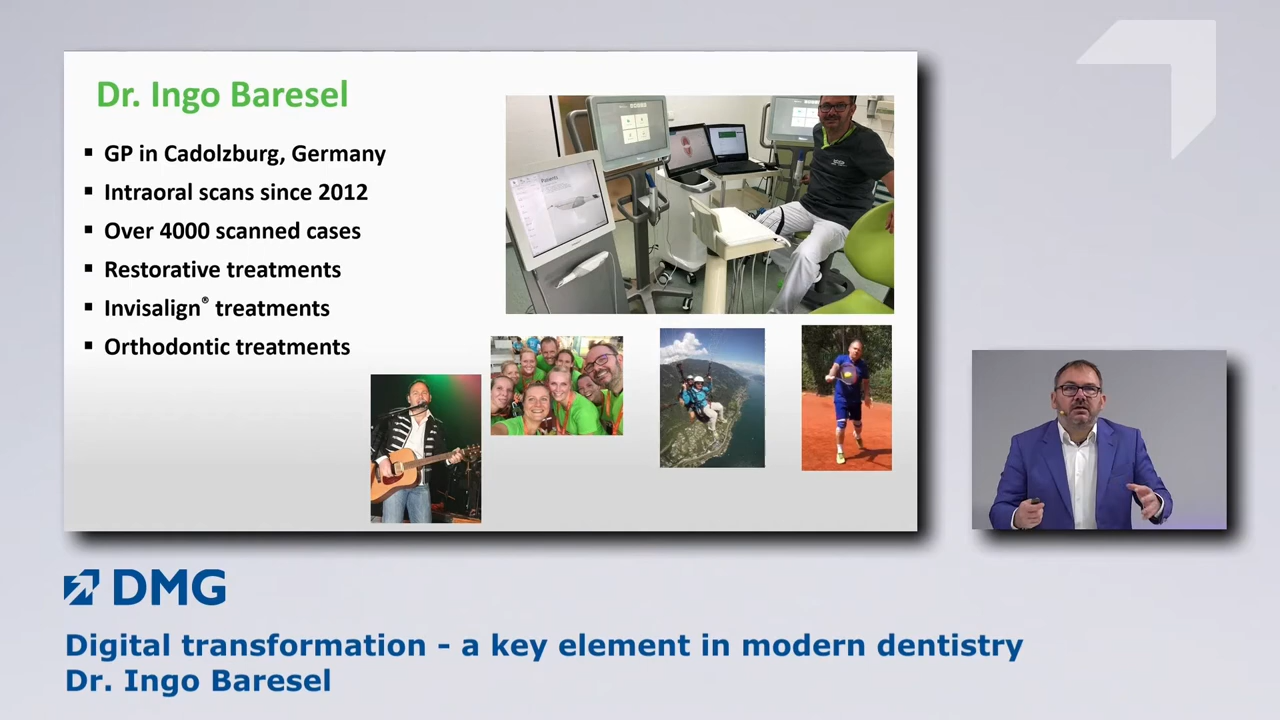 Dr. Ingo Baresel
GP in Cadolzburg, Germany
Intraoral scans since 2012
Over 4000 scanned cases
Restorative treatments
Invisalign® treatments
Orthodontic treatments
DMG
Digital transformation - a key element in modern dentistry
Dr. Ingo Baresel